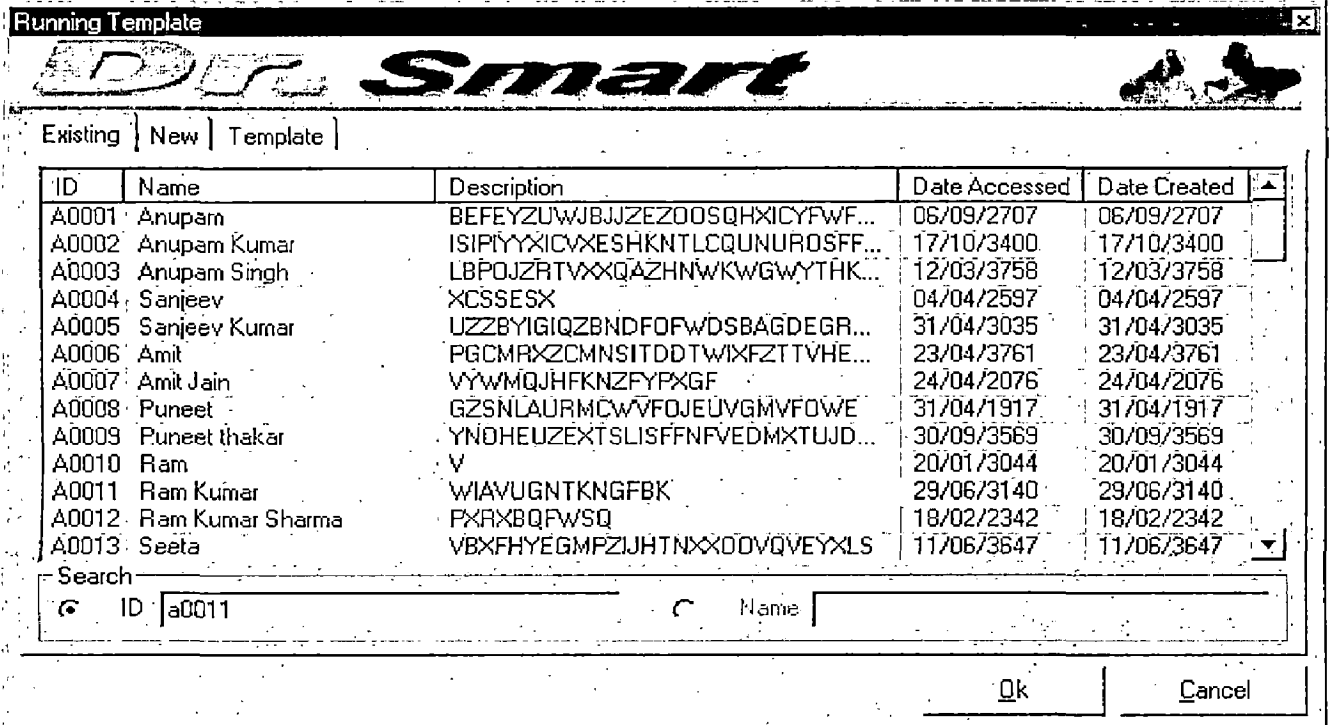 Running Template
Dr. Smart
Existing New Template
ID Name Description Date Accessed Date Created
A0001 Anupam BEFEYZUWJBJJZEZOOSQHXICYFWF... 06/09/2707 06/09/2707
A0002 Anupam Kumar ISIPIYYXICVXESHKNTLCQUNUROSFF... 17/10/3400 17/10/3400
A0003 Anupam Singh LBPOJZRTVXXQAZHNWKWGWYTHK... 12/03/3758 12/03/3758
A0004 Sanjeev XCSSESX 04/04/2597 04/04/2597
A0005 Sanjeev Kumar UZZBYIGIQZBNDFOFWDSBAGDEGR... 31/04/3035 31/04/3035
A0006 Amit PGCMRXZCMNSITDDTWIXFZTTVHE... 23/04/3761 23/04/3761
A0007 Amit Jain VYWMQJHFKNZFYPXGF 24/04/2076 24/04/2076
A0008 Puneet GZSNLAURMCWVFOJEUVGMVFOWE 31/04/1917 31/04/1917
A0009 Puneet thakar YNOHEUZEXTSLISFFNFVEDMXTUJD... 30/09/3569 30/09/3569
A0010 Ram V 20/01/3044 20/01/3044
A0011 Ram Kumar WIAVUGNTKNGFBK 29/06/3140 29/06/3140
A0012 Ram Kumar Sharma PXRXBQFWSQ 18/02/2342 18/02/2342
A0013 Seeta VBXFHYEGMPZIJHTNXXOOVQVEYXLS 11/06/3647 11/06/3647
Search
ID a0011 Name
Ok Cancel